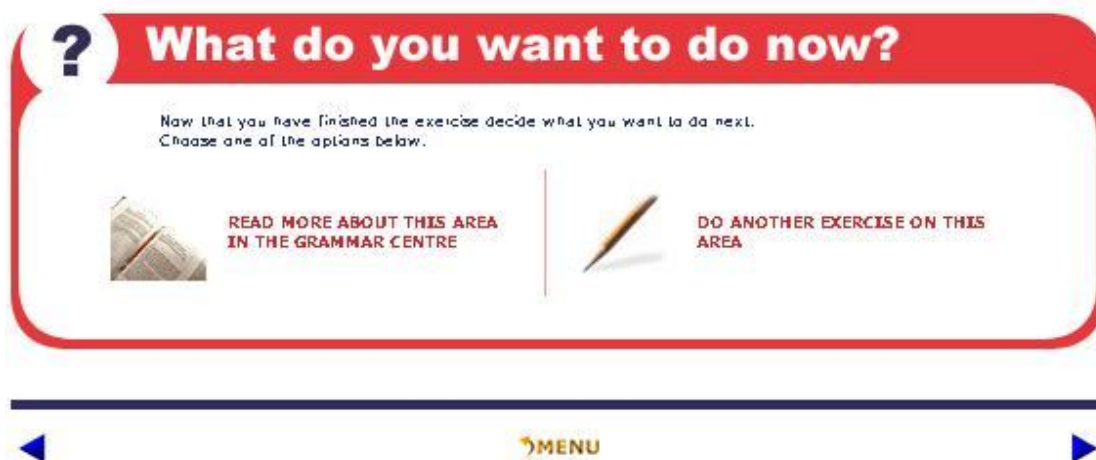 ?
What do you want to do now?
Now that you have finished the exercise decide what you want to do next.
Choose one of the options below.
READ MORE ABOUT THIS AREA
IN THE GRAMMAR CENTRE
DO ANOTHER EXERCISE ON THIS
AREA
MENU